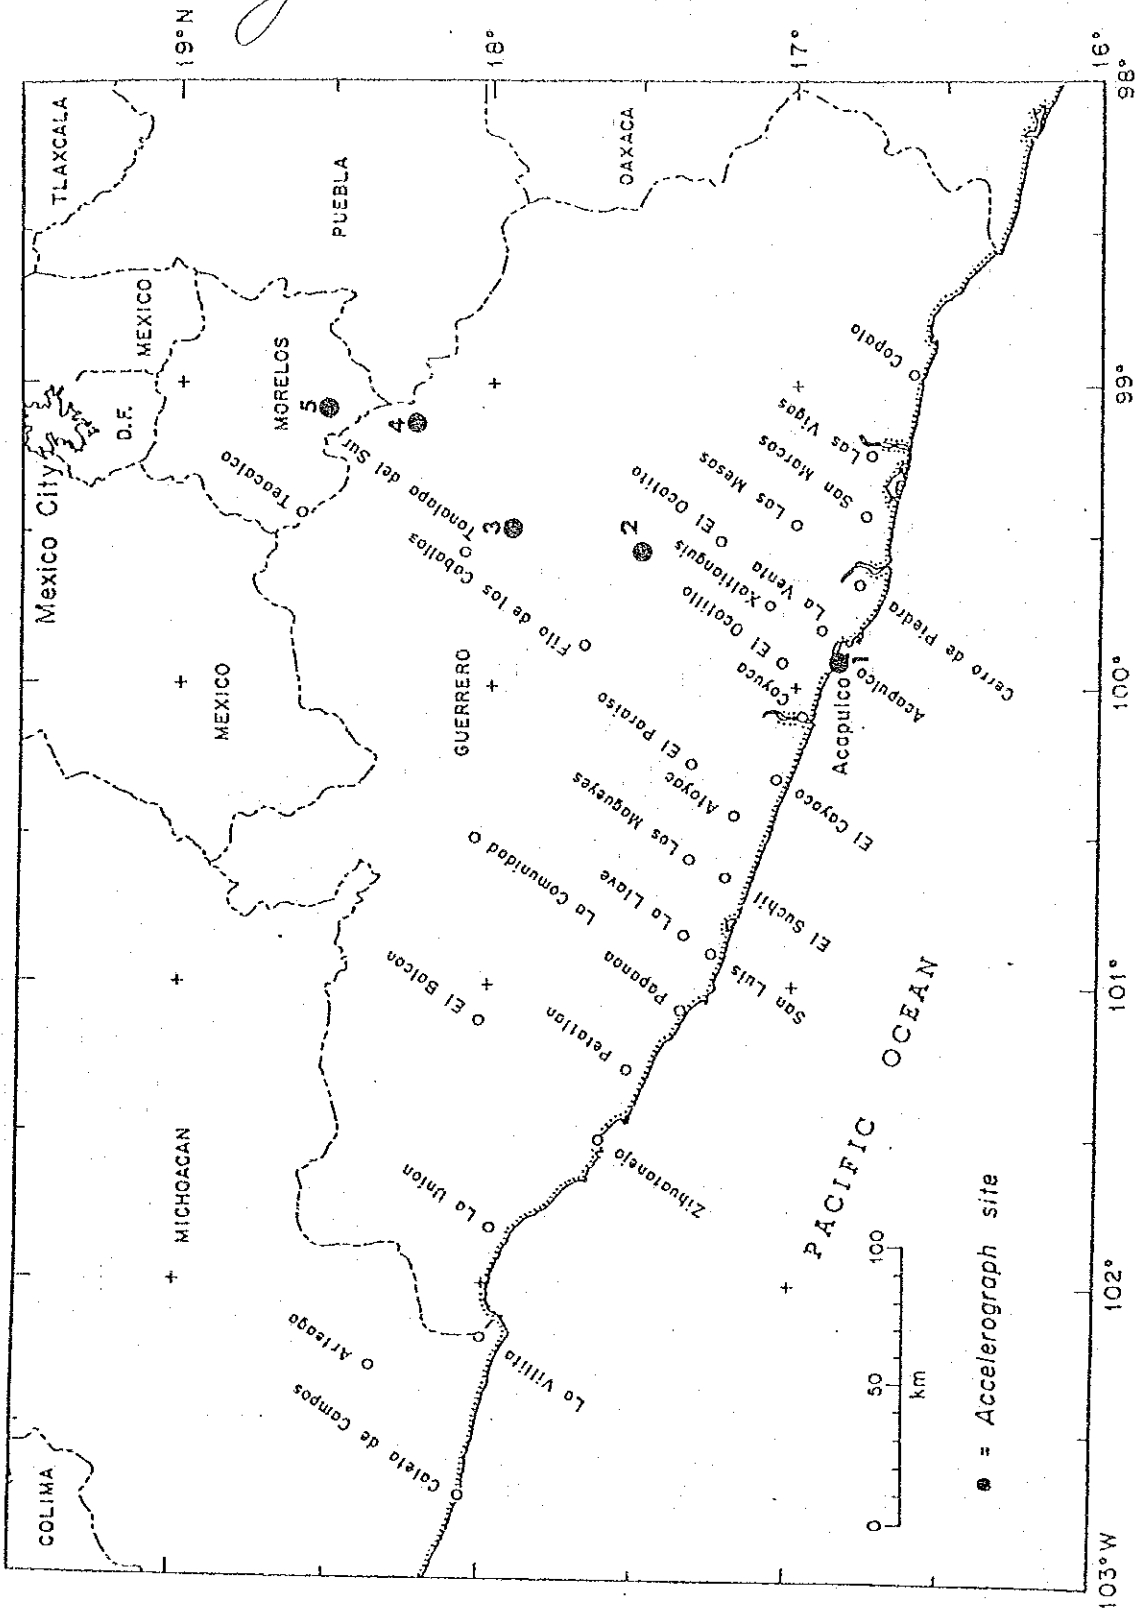 19°N
18°
17°
16°
98°
99°
100°
101°
102°
103°W
TLAXCALA
PUEBLA
OAXACA
MEXICO
D.F.
MORELOS
Mexico City
MEXICO
GUERRERO
MICHOACAN
COLIMA
Teacalco
Tonalapa del Sur
Filo de los Caballos
5
4
3
2
1
Copala
Las Vigas
San Marcos
Las Mesas
El Ocotito
Xaltianguis
La Venta
El Ocotillo
Coyuca
Cerro de Piedra
Acapulco
Acapulco
El Paraiso
Atoyac
El Cayaco
Los Magueyes
El Suchil
La Llave
San Luis
La Comunidad
Papanoa
El Balcon
Petatlan
Zihuatanejo
La Union
La Villita
Arteaga
Caleta de Campos
PACIFIC OCEAN
0 50 100
km
● = Accelerograph site